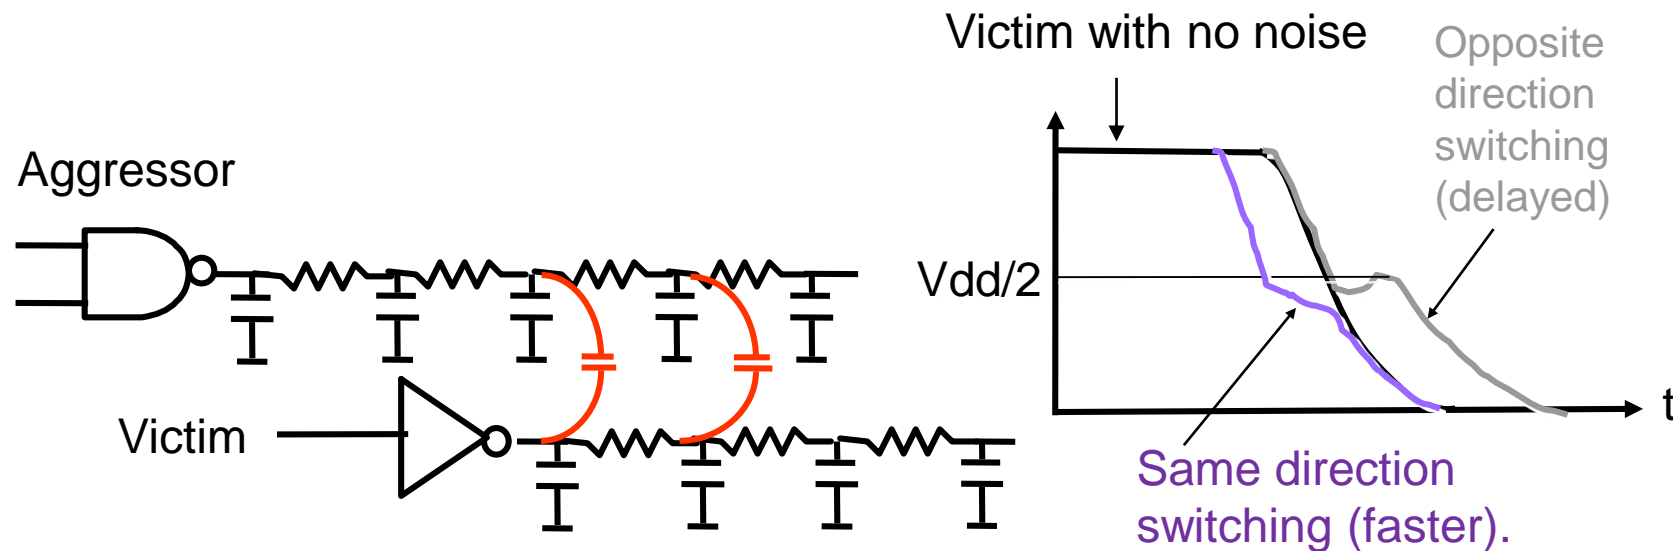 Victim with no noise
Opposite
direction
switching
(delayed)
Aggressor
Vdd/2
Victim
t
Same direction
switching (faster).